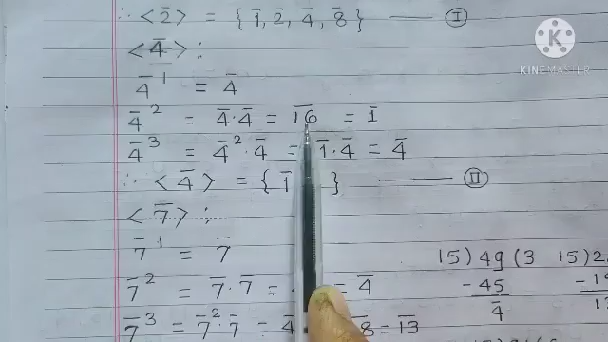 ∴ < 2̄ > = { 1̄, 2̄, 4̄, 8̄ } —— Ⓘ
< 4̄ > :
4̄¹ = 4̄
4̄² = 4̄ · 4̄ = 1̄6̄ = 1̄
4̄³ = 4̄² · 4̄ = 1̄ · 4̄ = 4̄
∴ < 4̄ > = { 1̄ } —— Ⓘ Ⓘ
< 7̄ > :
7̄¹ = 7̄
7̄² = 7̄ · 7̄ = = 4̄
7̄³ = 7̄² · 7̄ = 4̄ 8̄ = 1̄3̄
15 ) 49 ( 3
- 45
4̄
15 ) 2
KINEMASTER